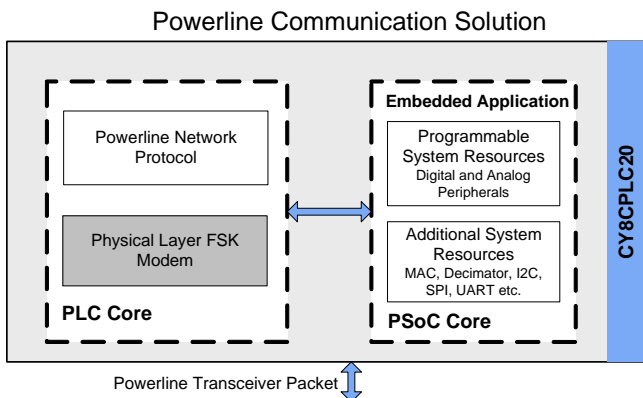 Powerline Communication Solution
Powerline Network
Protocol
Physical Layer FSK
Modem
PLC Core
Embedded Application
Programmable
System Resources
Digital and Analog
Peripherals
Additional System
Resources
MAC, Decimator, I2C,
SPI, UART etc.
PSoC Core
CY8CPLC20
Powerline Transceiver Packet